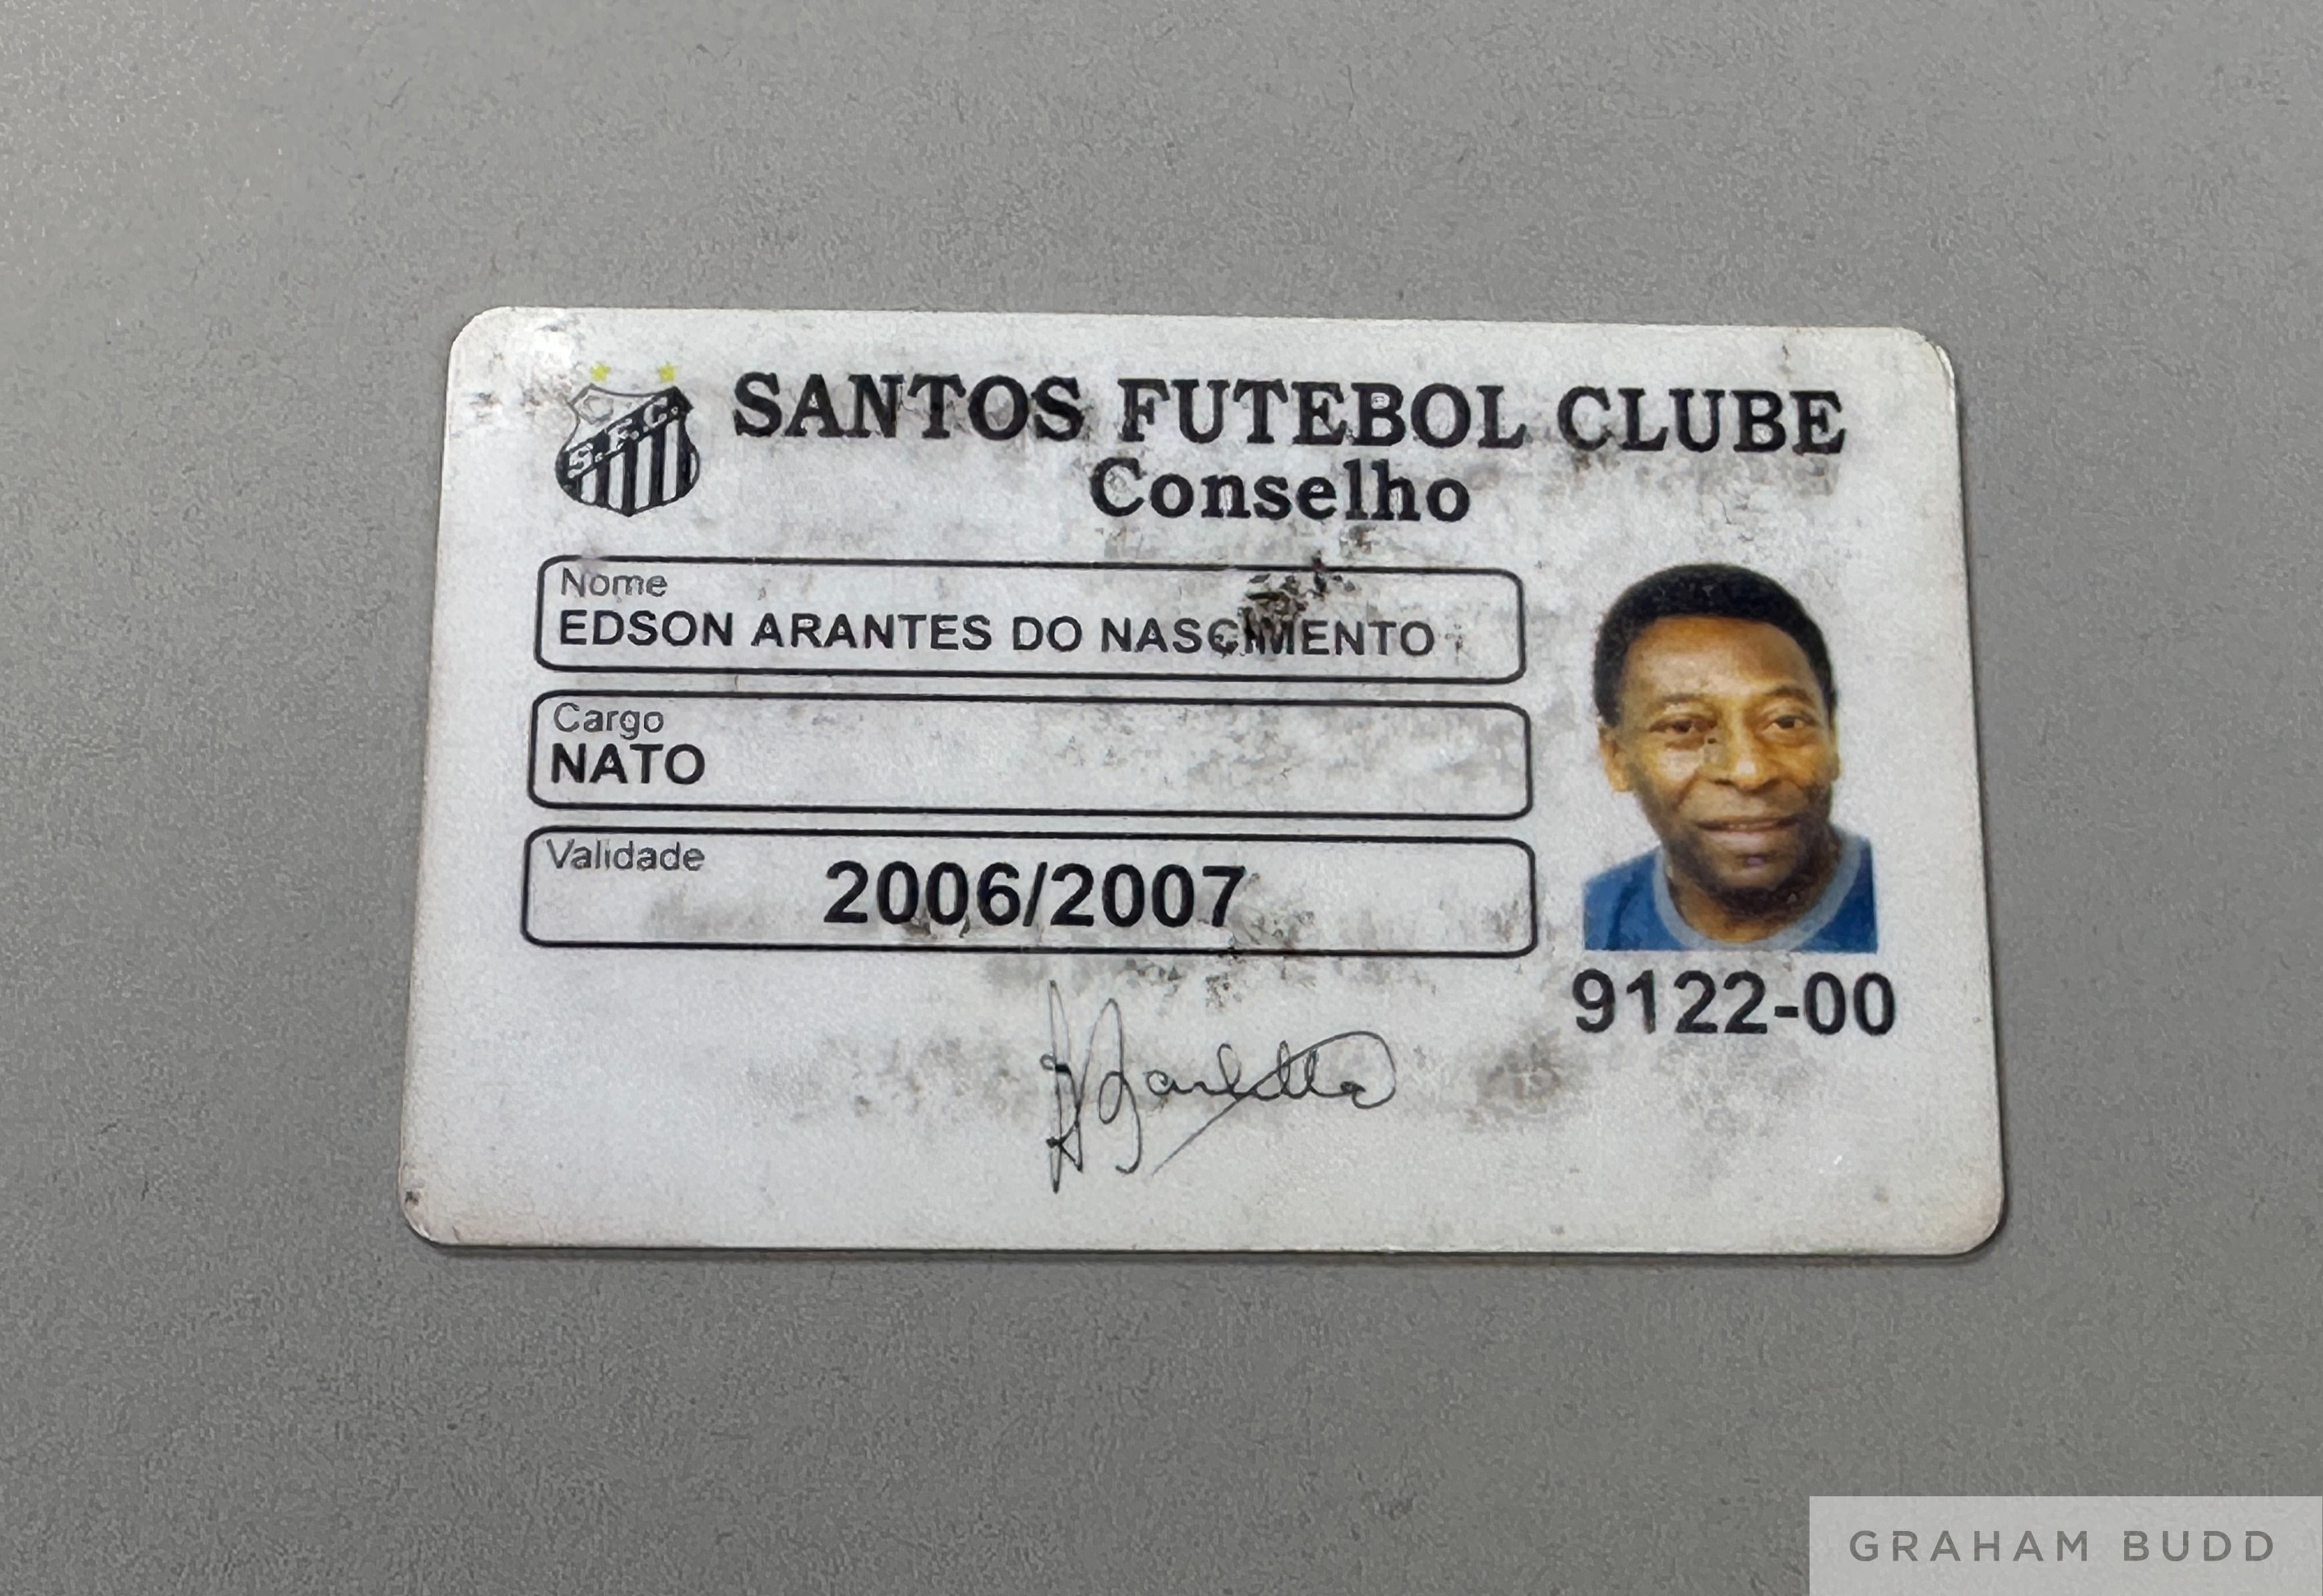 SANTOS FUTEBOL CLUBE
Conselho
S.F.C.
Nome
EDSON ARANTES DO NASCIMENTO
Cargo
NATO
Validade
2006/2007
9122-00
GRAHAM BUDD